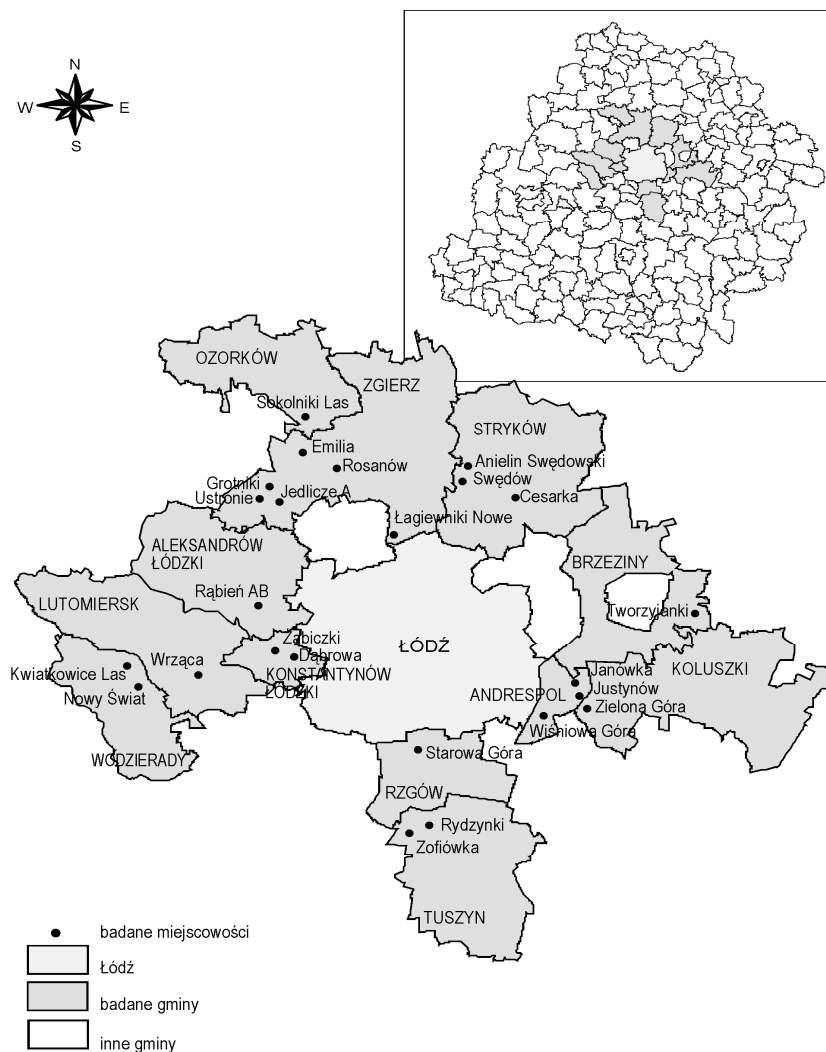 N
W E
S
OZORKÓW
ZGIERZ
Sokolniki Las
STRYKÓW
Emilia
Anielin Swędowski
Rosanów
Swędów
Grotniki
Jedlicze A
Ustronie
Cesarka
Łagiewniki Nowe
ALEKSANDRÓW
ŁÓDZKI
BRZEZINY
Rąbień AB
LUTOMIERSK
Tworzyjanki
Żabiczki
ŁÓDŹ
Dąbrowa
Wrząca
Kwiatkowice Las
KONSTANTYNÓW
ŁÓDZKI
Janówka
KOLUSZKI
Nowy Świat
ANDRESPOL
Justynów
Zielona Góra
Wiśniowa Góra
Starowa Góra
WODZIERADY
RZGÓW
Rydzynki
Zofiówka
TUSZYN
badane miejscowości
Łódź
badane gminy
inne gminy